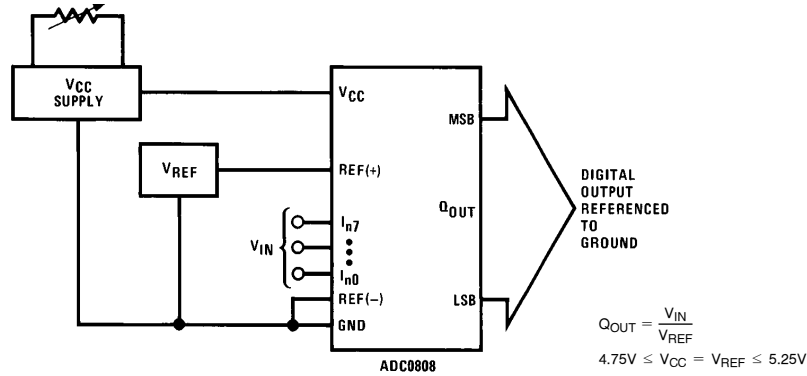 VCC
SUPPLY
VCC
MSB
VREF
REF(+)
DIGITAL
OUTPUT
REFERENCED
TO
GROUND
QOUT
VIN
In7
In0
REF(−)
LSB
GND
ADC0808
QOUT = VIN / VREF
4.75V ≤ VCC = VREF ≤ 5.25V